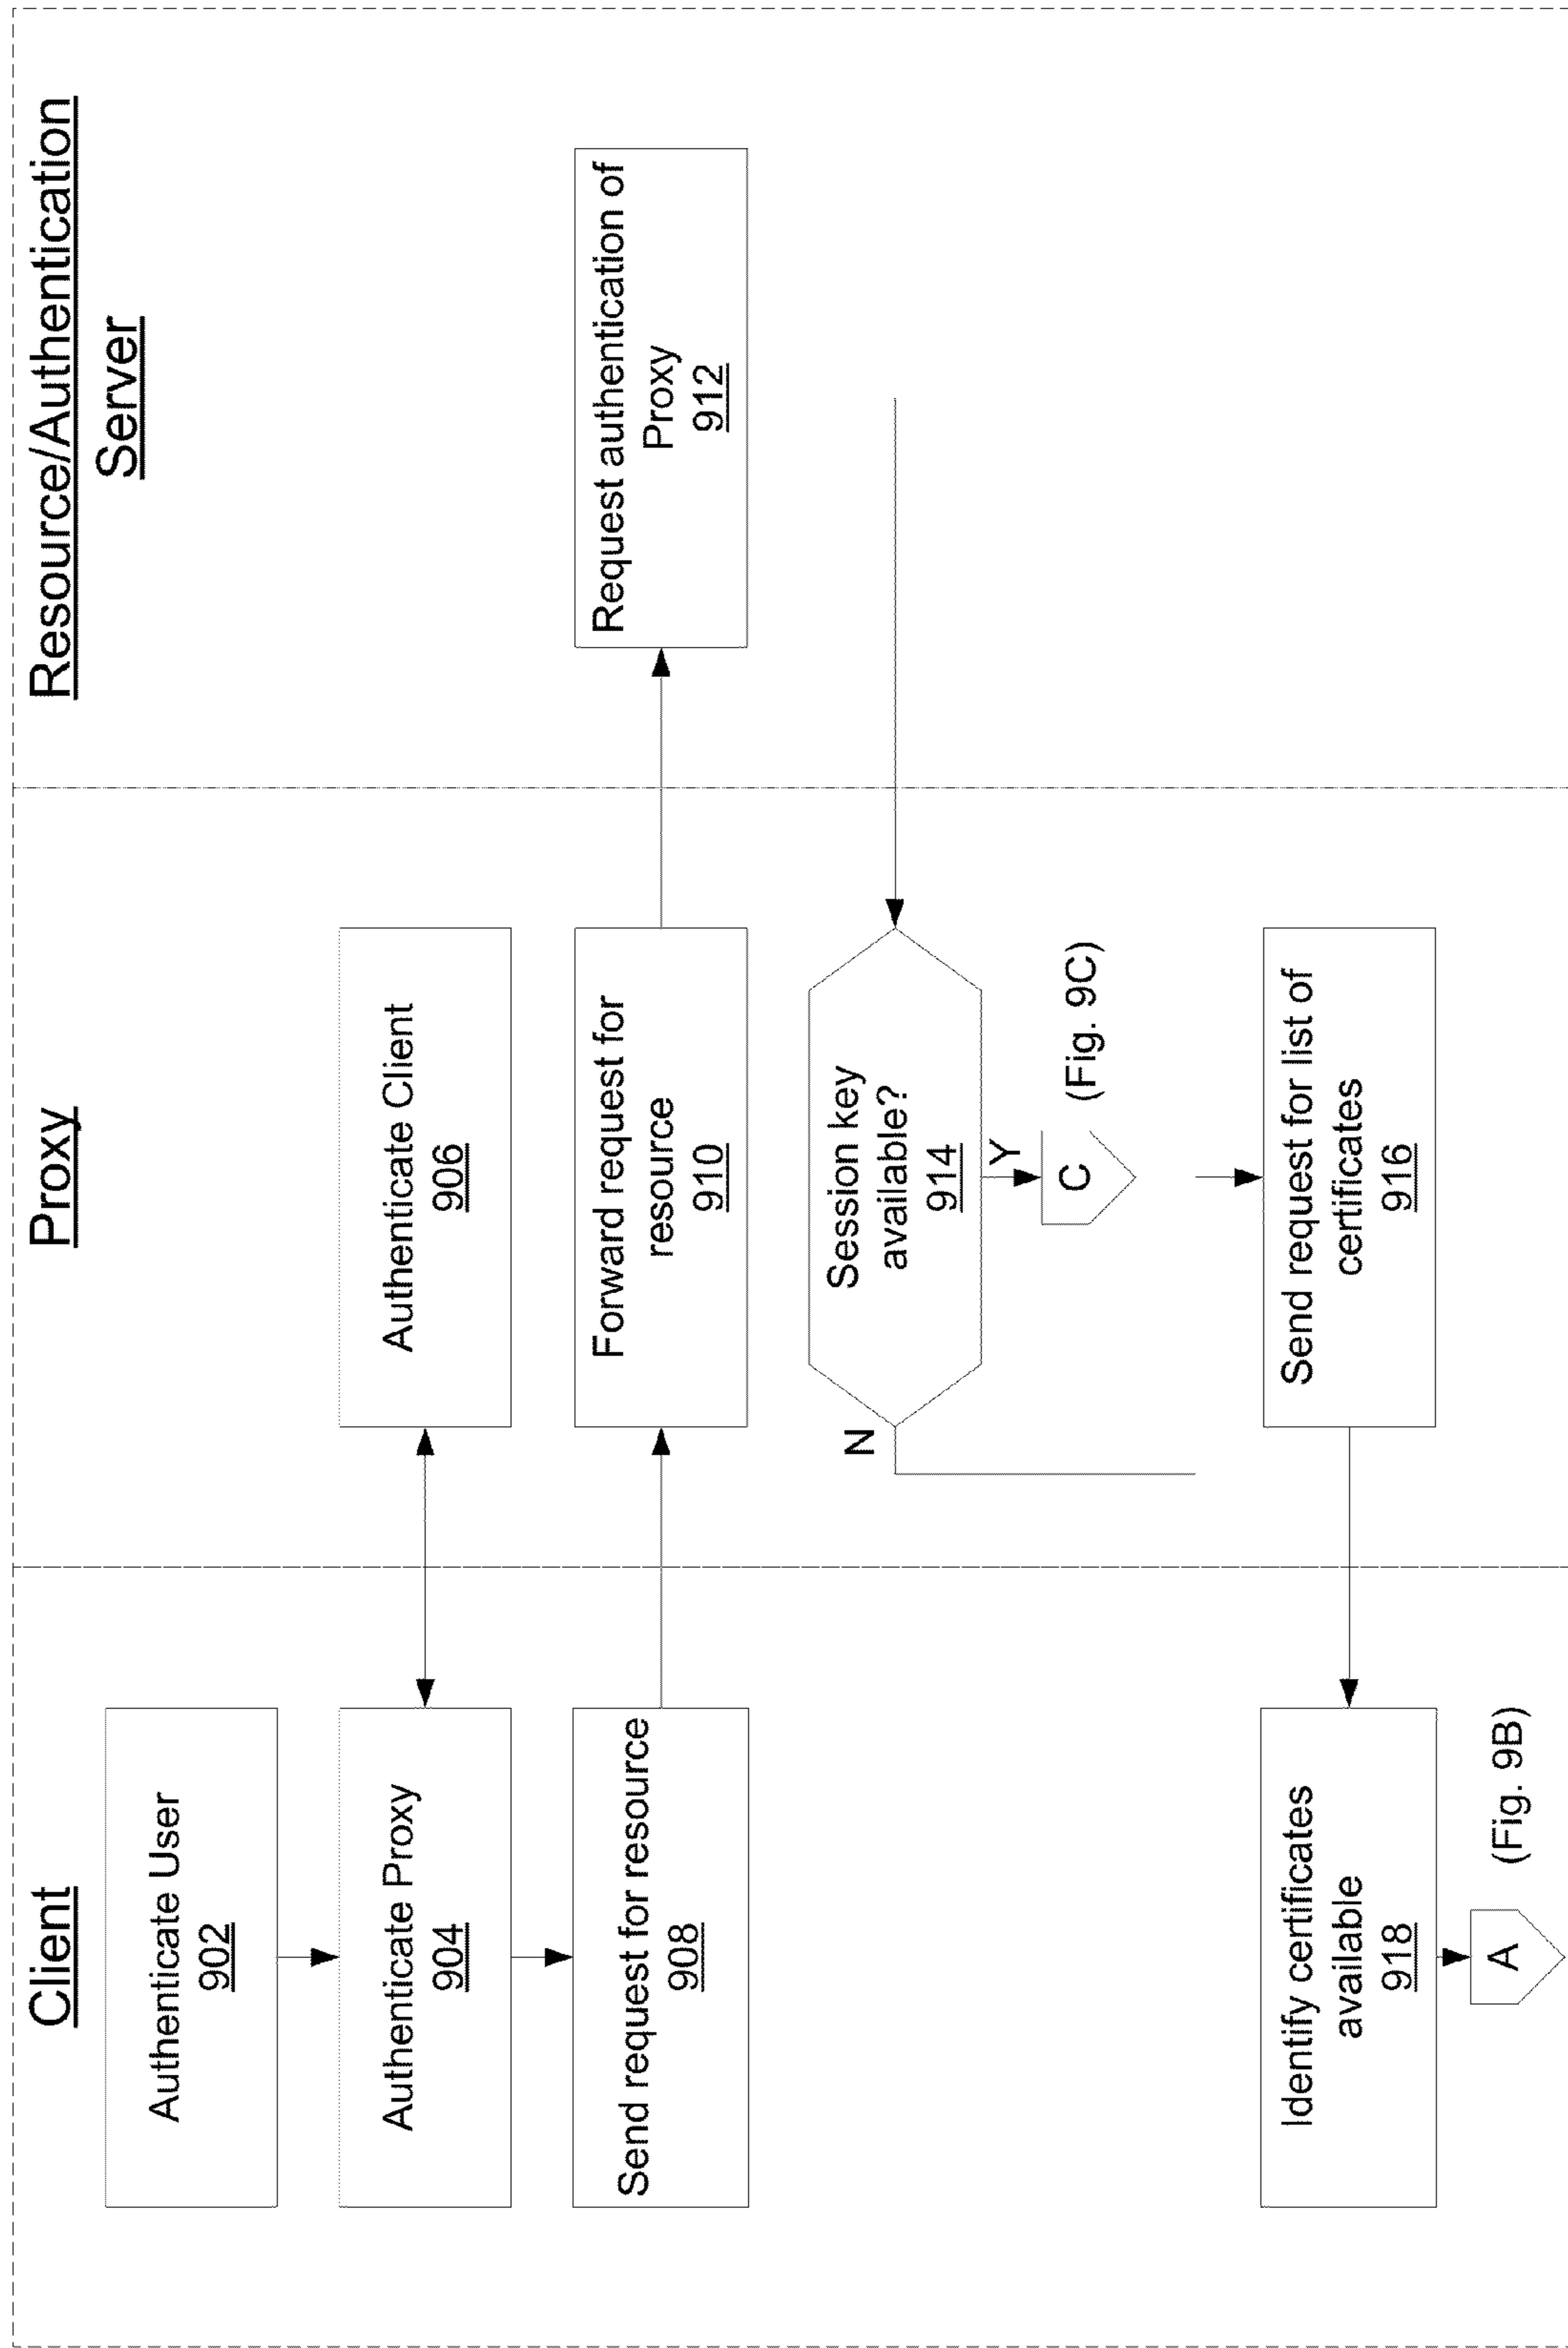 Client
Proxy
Resource/Authentication
Server
Authenticate User
902
Authenticate Proxy
904
Authenticate Client
906
Send request for resource
908
Forward request for
resource
910
Request authentication of
Proxy
912
Session key
available?
914
N
Y
C
(Fig. 9C)
Send request for list of
certificates
916
Identify certificates
available
918
A
(Fig. 9B)